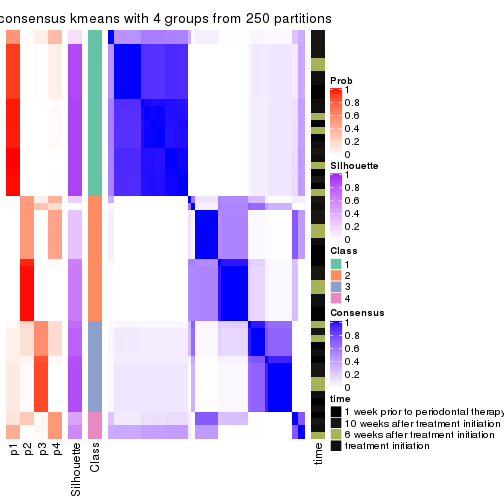 consensus kmeans with 4 groups from 250 partitions
Prob
1
0.8
0.6
0.4
0.2
0
Silhouette
1
0.8
0.6
0.4
0.2
0
Class
1
2
3
4
Consensus
1
0.8
0.6
0.4
0.2
0
time
1 week prior to periodontal therapy
10 weeks after treatment initiation
6 weeks after treatment initiation
treatment initiation
p1
p2
p3
p4
Silhouette
Class
time